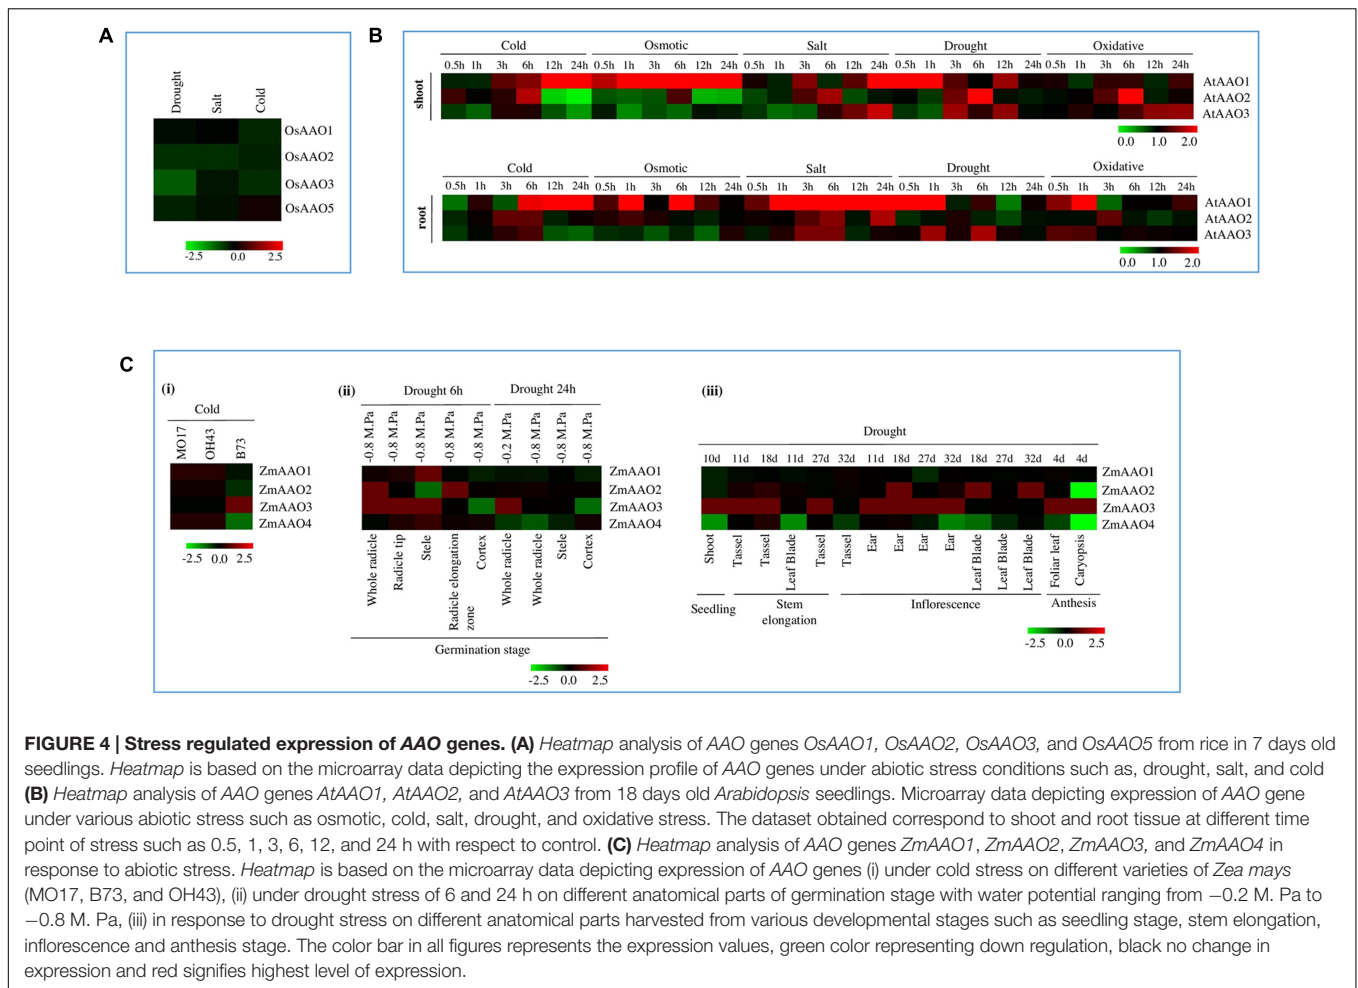 A
Drought Salt Cold
OsAAO1
OsAAO2
OsAAO3
OsAAO5
-2.5 0.0 2.5
B
Cold Osmotic Salt Drought Oxidative
0.5h 1h 3h 6h 12h 24h 0.5h 1h 3h 6h 12h 24h 0.5h 1h 3h 6h 12h 24h 0.5h 1h 3h 6h 12h 24h 0.5h 1h 3h 6h 12h 24h
shoot
AtAAO1
AtAAO2
AtAAO3
0.0 1.0 2.0
Cold Osmotic Salt Drought Oxidative
0.5h 1h 3h 6h 12h 24h 0.5h 1h 3h 6h 12h 24h 0.5h 1h 3h 6h 12h 24h 0.5h 1h 3h 6h 12h 24h 0.5h 1h 3h 6h 12h 24h
root
AtAAO1
AtAAO2
AtAAO3
0.0 1.0 2.0
C
(i)
Cold
MO17 OH43 B73
ZmAAO1
ZmAAO2
ZmAAO3
ZmAAO4
-2.5 0.0 2.5
(ii)
Drought 6h Drought 24h
-0.8 M.Pa -0.8 M.Pa -0.8 M.Pa -0.8 M.Pa -0.8 M.Pa -0.2 M.Pa -0.8 M.Pa -0.8 M.Pa -0.8 M.Pa
ZmAAO1
ZmAAO2
ZmAAO3
ZmAAO4
Whole radicle Radicle tip Stele Radicle elongation zone Cortex Whole radicle Whole radicle Stele Cortex
Germination stage
-2.5 0.0 2.5
(iii)
Drought
10d 11d 18d 11d 27d 32d 11d 18d 27d 32d 11d 18d 27d 32d 4d 4d
ZmAAO1
ZmAAO2
ZmAAO3
ZmAAO4
Shoot Tassel Tassel Leaf Blade Tassel Tassel Ear Ear Ear Ear Leaf Blade Leaf Blade Leaf Blade Foliar leaf Caryopsis
Seedling Stem elongation Inflorescence Anthesis
-2.5 0.0 2.5
FIGURE 4 | Stress regulated expression of AAO genes. (A) Heatmap analysis of AAO genes OsAAO1, OsAAO2, OsAAO3, and OsAAO5 from rice in 7 days old
seedlings. Heatmap is based on the microarray data depicting the expression profile of AAO genes under abiotic stress conditions such as, drought, salt, and cold
(B) Heatmap analysis of AAO genes AtAAO1, AtAAO2, and AtAAO3 from 18 days old Arabidopsis seedlings. Microarray data depicting expression of AAO gene
under various abiotic stress such as osmotic, cold, salt, drought, and oxidative stress. The dataset obtained correspond to shoot and root tissue at different time
point of stress such as 0.5, 1, 3, 6, 12, and 24 h with respect to control. (C) Heatmap analysis of AAO genes ZmAAO1, ZmAAO2, ZmAAO3, and ZmAAO4 in
response to abiotic stress. Heatmap is based on the microarray data depicting expression of AAO genes (i) under cold stress on different varieties of Zea mays
(MO17, B73, and OH43), (ii) under drought stress of 6 and 24 h on different anatomical parts of germination stage with water potential ranging from −0.2 M. Pa to
−0.8 M. Pa, (iii) in response to drought stress on different anatomical parts harvested from various developmental stages such as seedling stage, stem elongation,
inflorescence and anthesis stage. The color bar in all figures represents the expression values, green color representing down regulation, black no change in
expression and red signifies highest level of expression.